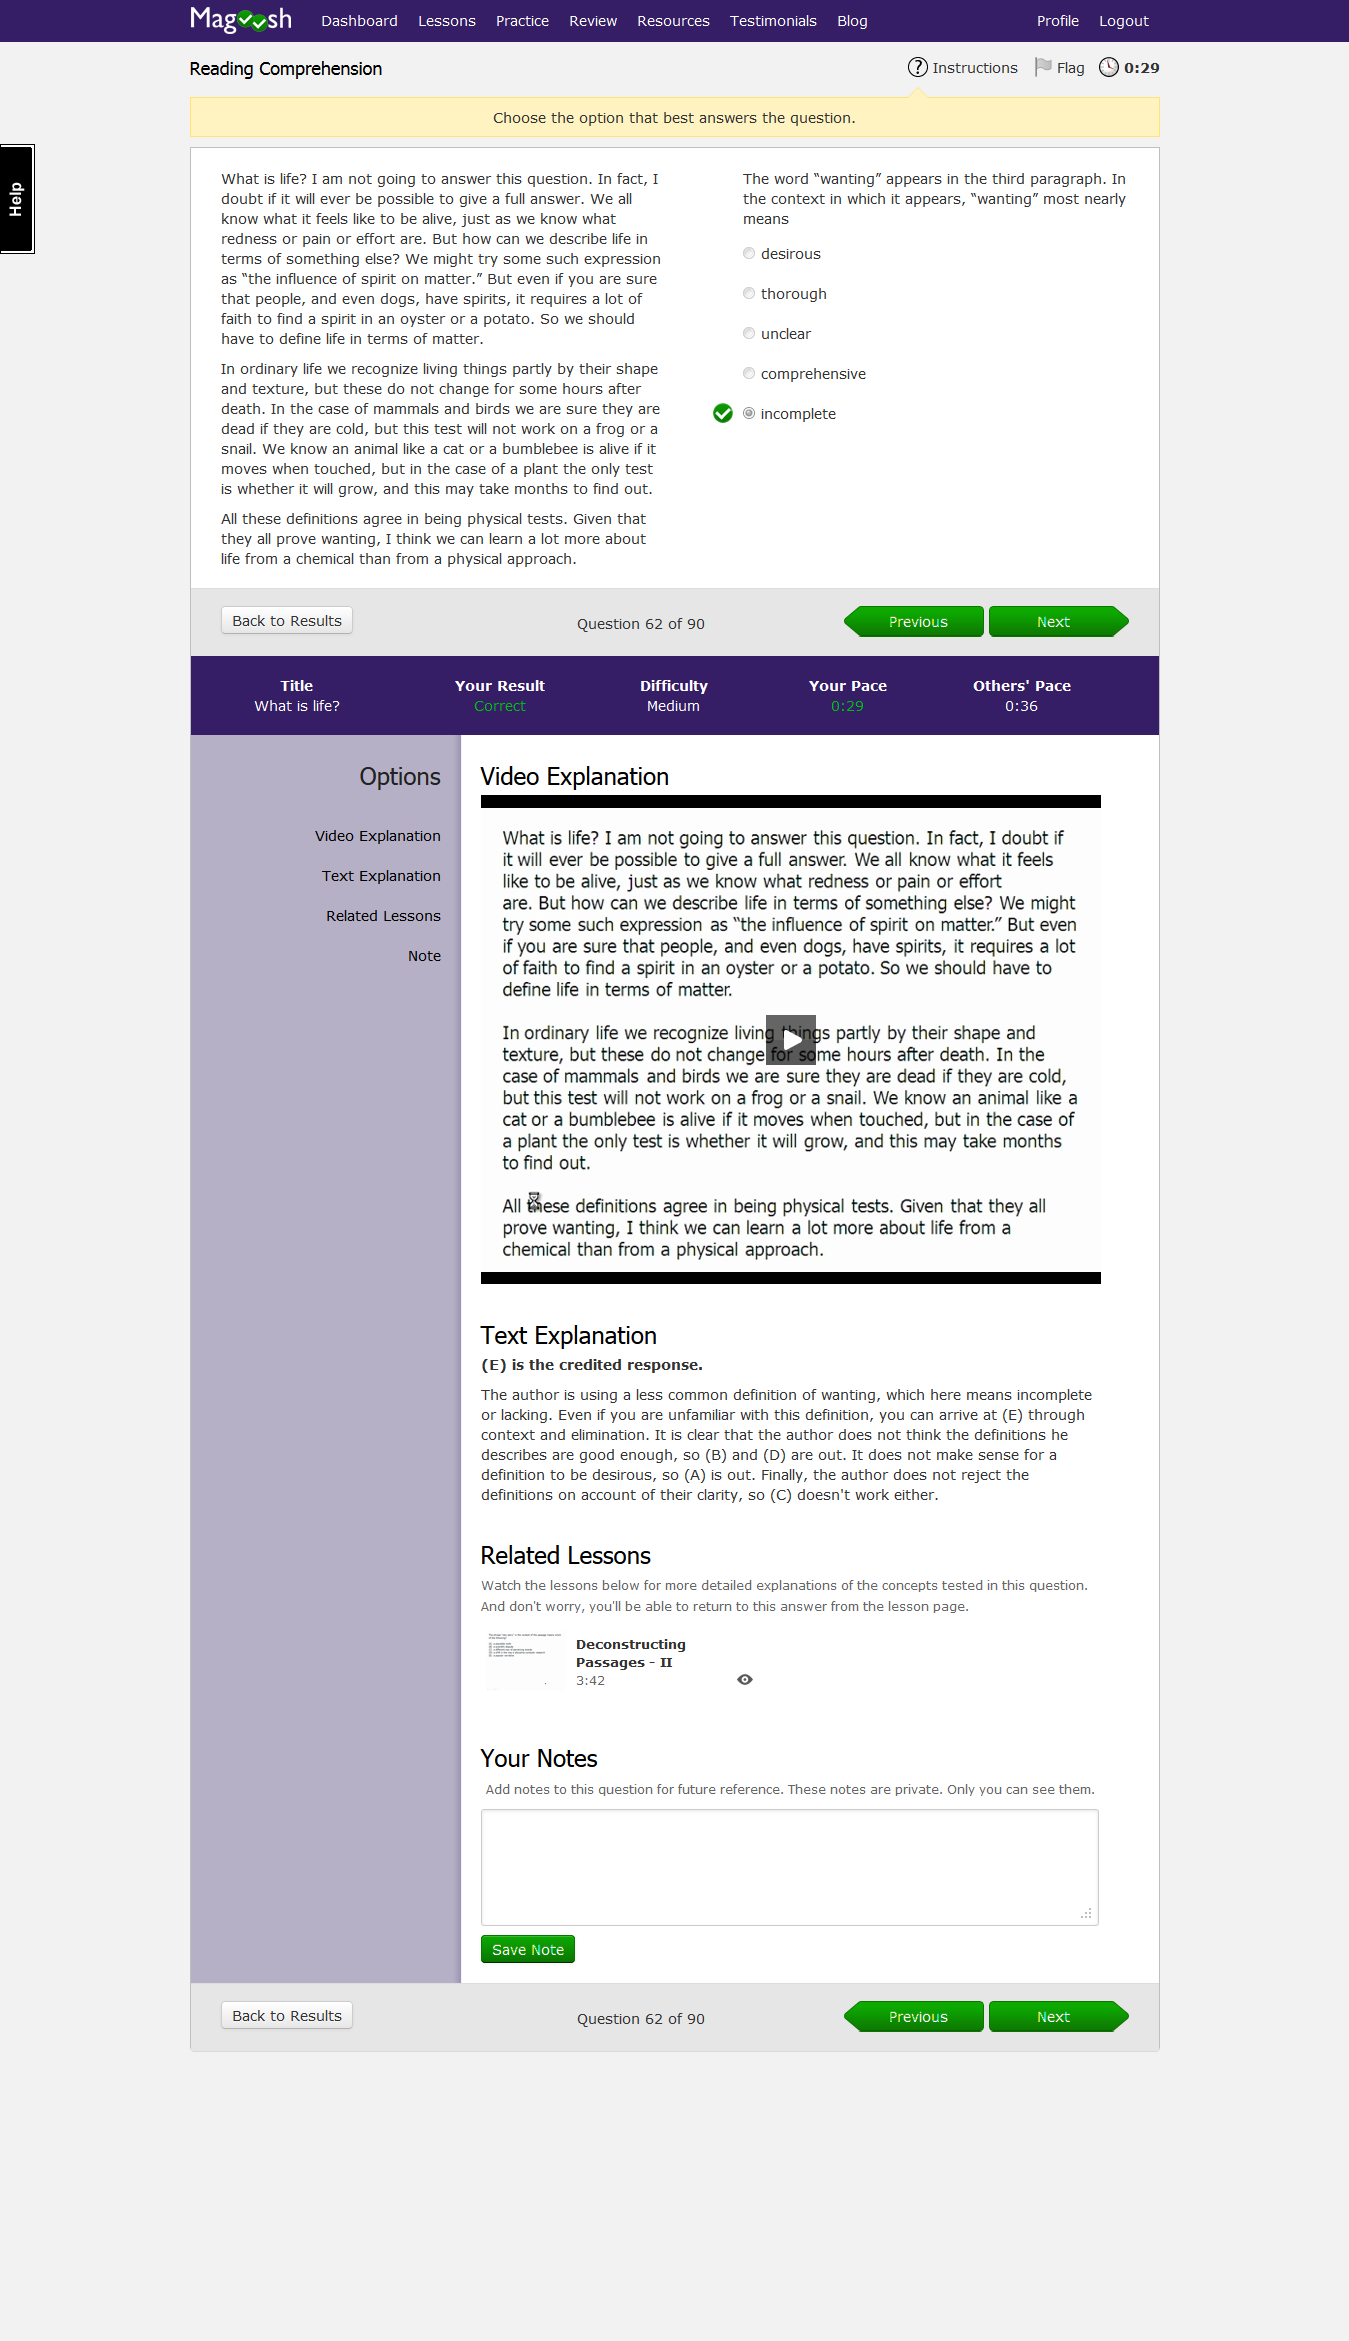 Magoosh Dashboard Lessons Practice Review Resources Testimonials Blog Profile Logout
Reading Comprehension Instructions Flag 0:29
Choose the option that best answers the question.
Help
What is life? I am not going to answer this question. In fact, I
doubt if it will ever be possible to give a full answer. We all
know what it feels like to be alive, just as we know what
redness or pain or effort are. But how can we describe life in
terms of something else? We might try some such expression
as “the influence of spirit on matter.” But even if you are sure
that people, and even dogs, have spirits, it requires a lot of
faith to find a spirit in an oyster or a potato. So we should
have to define life in terms of matter.
In ordinary life we recognize living things partly by their shape
and texture, but these do not change for some hours after
death. In the case of mammals and birds we are sure they are
dead if they are cold, but this test will not work on a frog or a
snail. We know an animal like a cat or a bumblebee is alive if it
moves when touched, but in the case of a plant the only test
is whether it will grow, and this may take months to find out.
All these definitions agree in being physical tests. Given that
they all prove wanting, I think we can learn a lot more about
life from a chemical than from a physical approach.
The word “wanting” appears in the third paragraph. In
the context in which it appears, “wanting” most nearly
means
desirous
thorough
unclear
comprehensive
incomplete
Back to Results Question 62 of 90 Previous Next
Title Your Result Difficulty Your Pace Others' Pace
What is life? Correct Medium 0:29 0:36
Options
Video Explanation
Text Explanation
Related Lessons
Note
Video Explanation
What is life? I am not going to answer this question. In fact, I doubt if
it will ever be possible to give a full answer. We all know what it feels
like to be alive, just as we know what redness or pain or effort
are. But how can we describe life in terms of something else? We might
try some such expression as “the influence of spirit on matter.” But even
if you are sure that people, and even dogs, have spirits, it requires a lot
of faith to find a spirit in an oyster or a potato. So we should have to
define life in terms of matter.
In ordinary life we recognize living things partly by their shape and
texture, but these do not change for some hours after death. In the
case of mammals and birds we are sure they are dead if they are cold,
but this test will not work on a frog or a snail. We know an animal like a
cat or a bumblebee is alive if it moves when touched, but in the case of
a plant the only test is whether it will grow, and this may take months
to find out.
All these definitions agree in being physical tests. Given that they all
prove wanting, I think we can learn a lot more about life from a
chemical than from a physical approach.
Text Explanation
(E) is the credited response.
The author is using a less common definition of wanting, which here means incomplete
or lacking. Even if you are unfamiliar with this definition, you can arrive at (E) through
context and elimination. It is clear that the author does not think the definitions he
describes are good enough, so (B) and (D) are out. It does not make sense for a
definition to be desirous, so (A) is out. Finally, the author does not reject the
definitions on account of their clarity, so (C) doesn't work either.
Related Lessons
Watch the lessons below for more detailed explanations of the concepts tested in this question.
And don't worry, you'll be able to return to this answer from the lesson page.
Deconstructing
Passages - II
3:42
Your Notes
Add notes to this question for future reference. These notes are private. Only you can see them.
Save Note
Back to Results Question 62 of 90 Previous Next